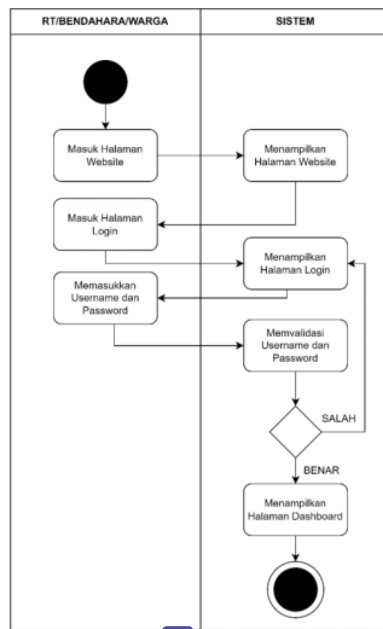 RT/BENDAHARA/WARGA
SISTEM
Masuk Halaman
Website
Menampilkan
Halaman Website
Masuk Halaman
Login
Menampilkan
Halaman Login
Memasukkan
Username dan
Password
Memvalidasi
Username dan
Password
SALAH
BENAR
Menampilkan
Halaman Dashboard